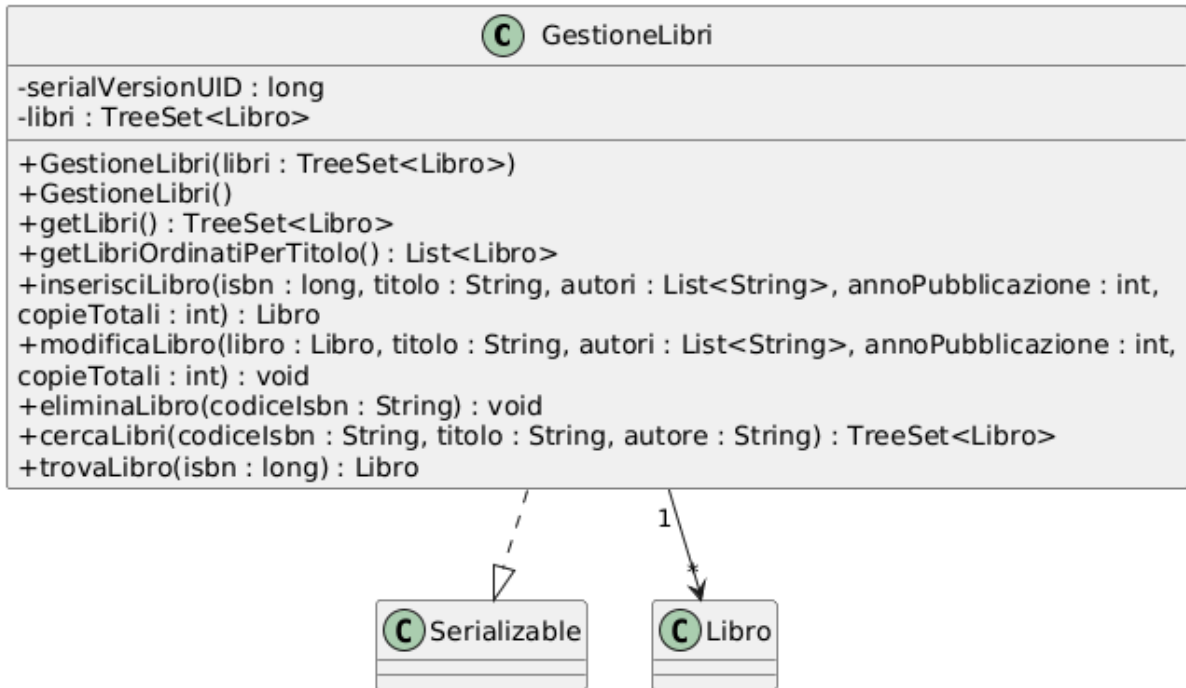 C GestioneLibri
-serialVersionUID : long
-libri : TreeSet<Libro>
+GestioneLibri(libri : TreeSet<Libro>)
+GestioneLibri()
+getLibri() : TreeSet<Libro>
+getLibriOrdinatiPerTitolo() : List<Libro>
+inserisciLibro(isbn : long, titolo : String, autori : List<String>, annoPubblicazione : int,
copieTotali : int) : Libro
+modificaLibro(libro : Libro, titolo : String, autori : List<String>, annoPubblicazione : int,
copieTotali : int) : void
+eliminaLibro(codiceIsbn : String) : void
+cercaLibri(codiceIsbn : String, titolo : String, autore : String) : TreeSet<Libro>
+trovaLibro(isbn : long) : Libro
1
*
C Serializable
C Libro